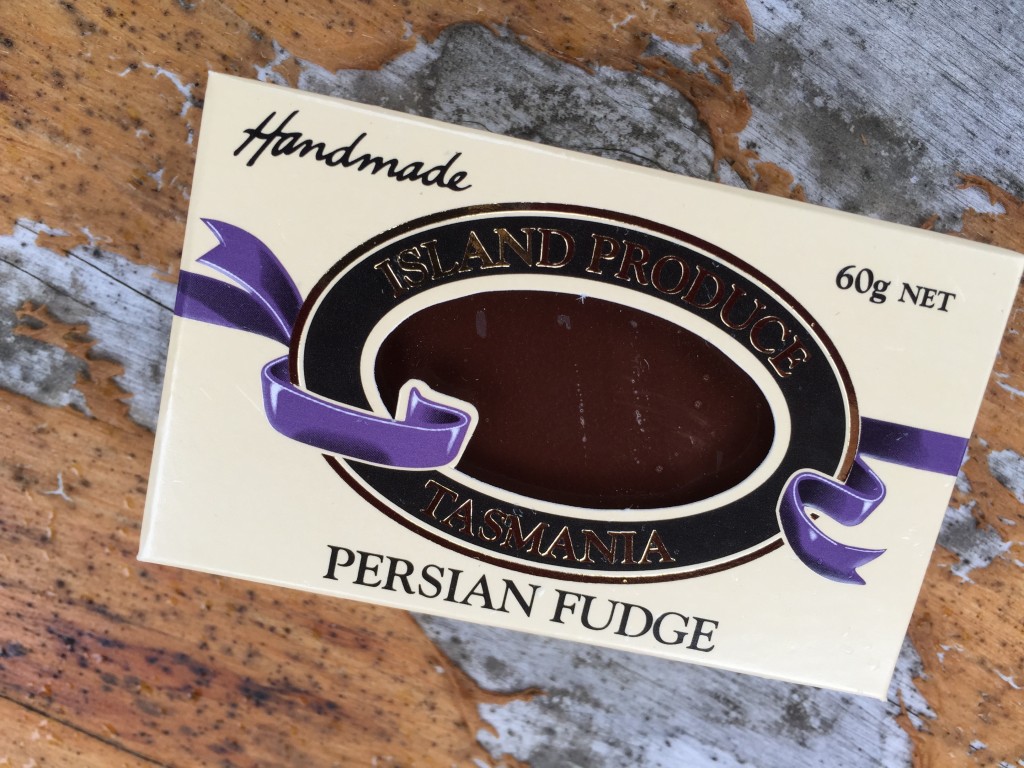 Handmade
ISLAND PRODUCE
60g NET
TASMANIA
PERSIAN FUDGE